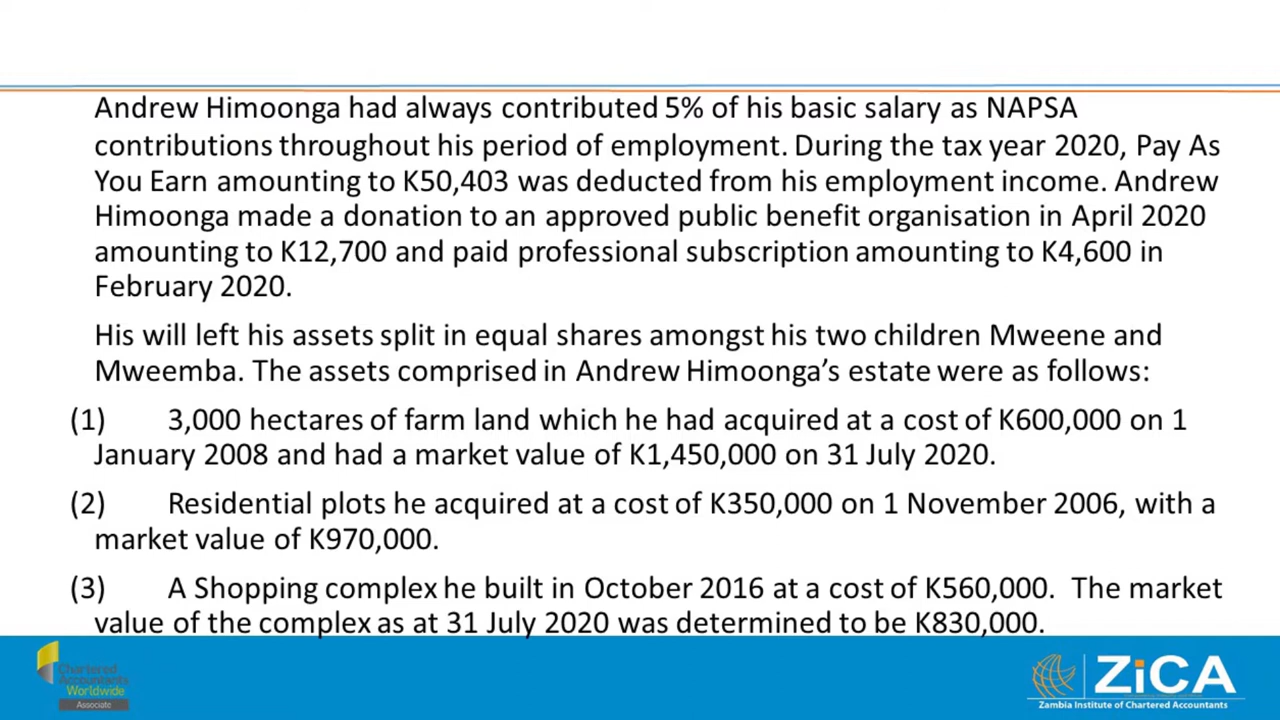 Andrew Himoonga had always contributed 5% of his basic salary as NAPSA
contributions throughout his period of employment. During the tax year 2020, Pay As
You Earn amounting to K50,403 was deducted from his employment income. Andrew
Himoonga made a donation to an approved public benefit organisation in April 2020
amounting to K12,700 and paid professional subscription amounting to K4,600 in
February 2020.
His will left his assets split in equal shares amongst his two children Mweene and
Mweemba. The assets comprised in Andrew Himoonga's estate were as follows:
(1) 3,000 hectares of farm land which he had acquired at a cost of K600,000 on 1
January 2008 and had a market value of K1,450,000 on 31 July 2020.
(2) Residential plots he acquired at a cost of K350,000 on 1 November 2006, with a
market value of K970,000.
(3) A Shopping complex he built in October 2016 at a cost of K560,000. The market
value of the complex as at 31 July 2020 was determined to be K830,000.
Chartered
Accountants
Worldwide
Associate
ZiCA
Zambia Institute of Chartered Accountants